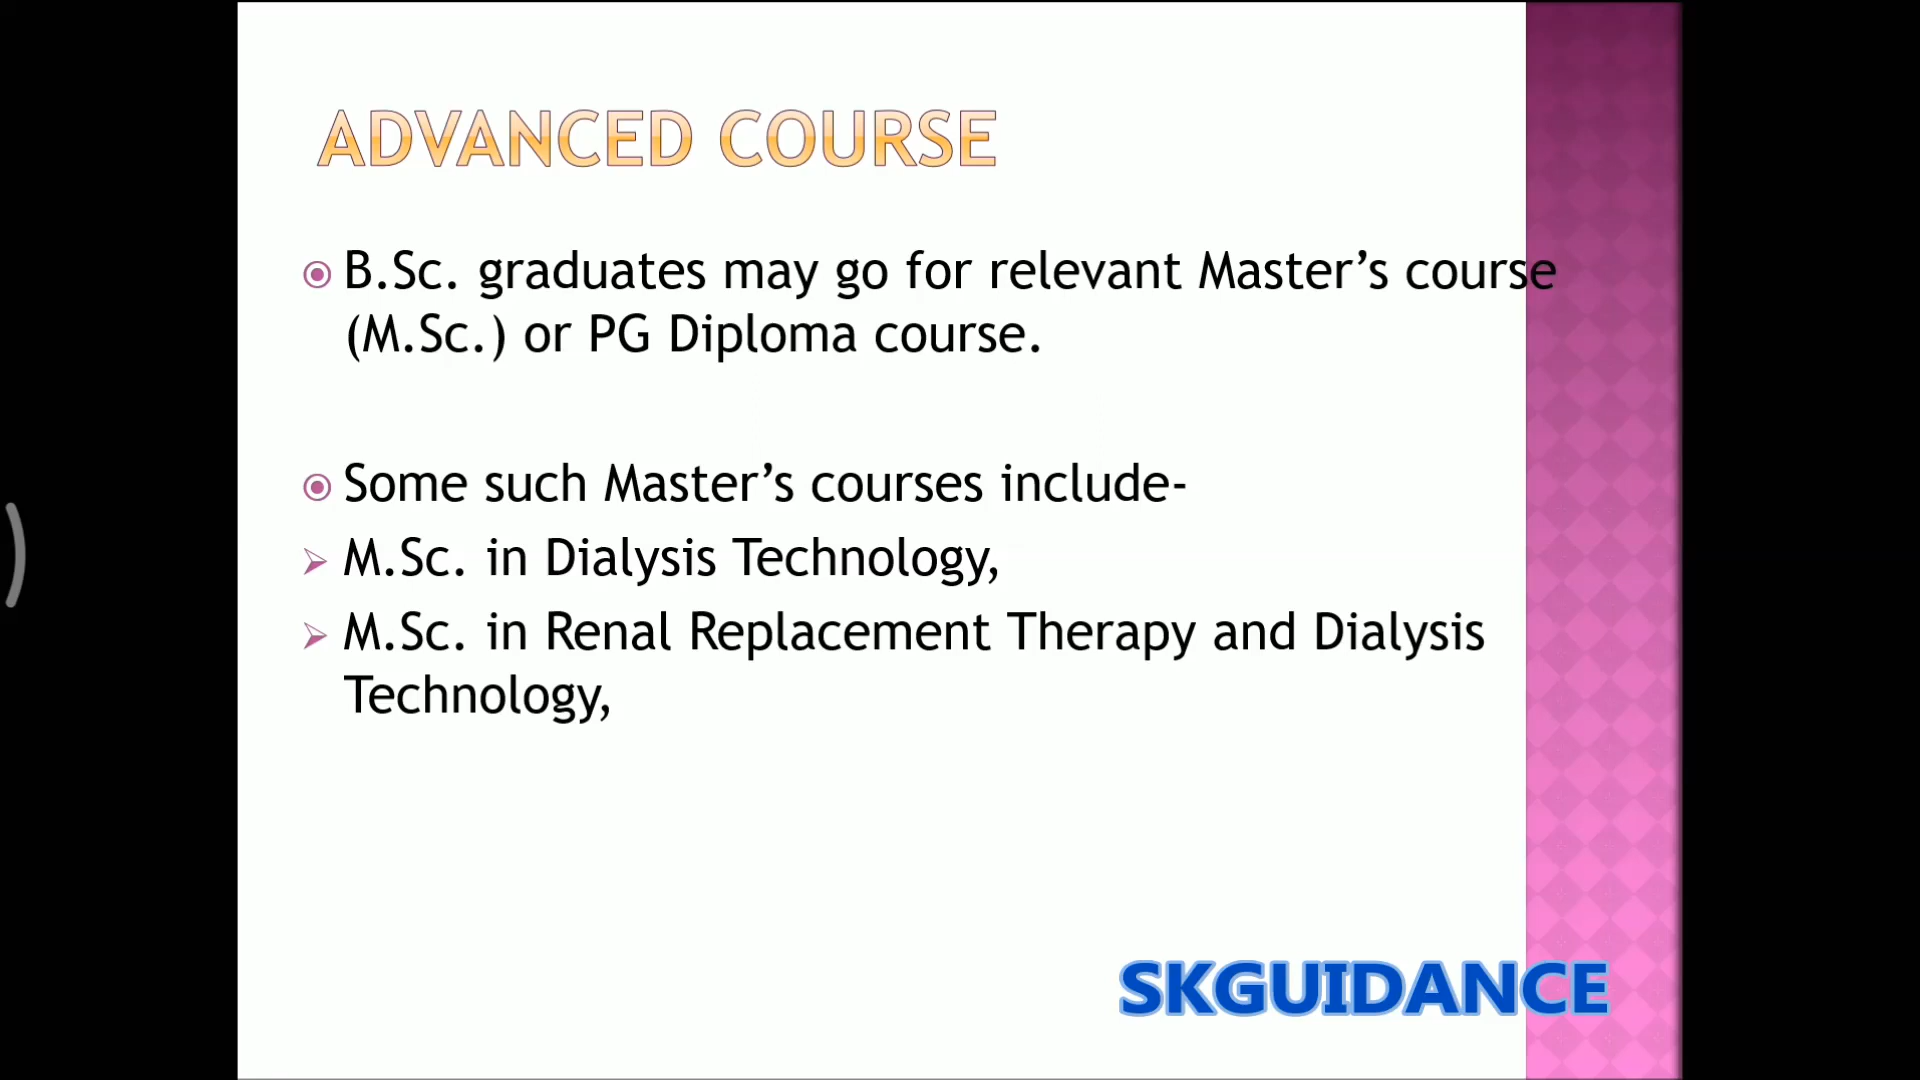 ADVANCED COURSE
B.Sc. graduates may go for relevant Master’s course
(M.Sc.) or PG Diploma course.
Some such Master’s courses include-
M.Sc. in Dialysis Technology,
M.Sc. in Renal Replacement Therapy and Dialysis
Technology,
SKGUIDANCE